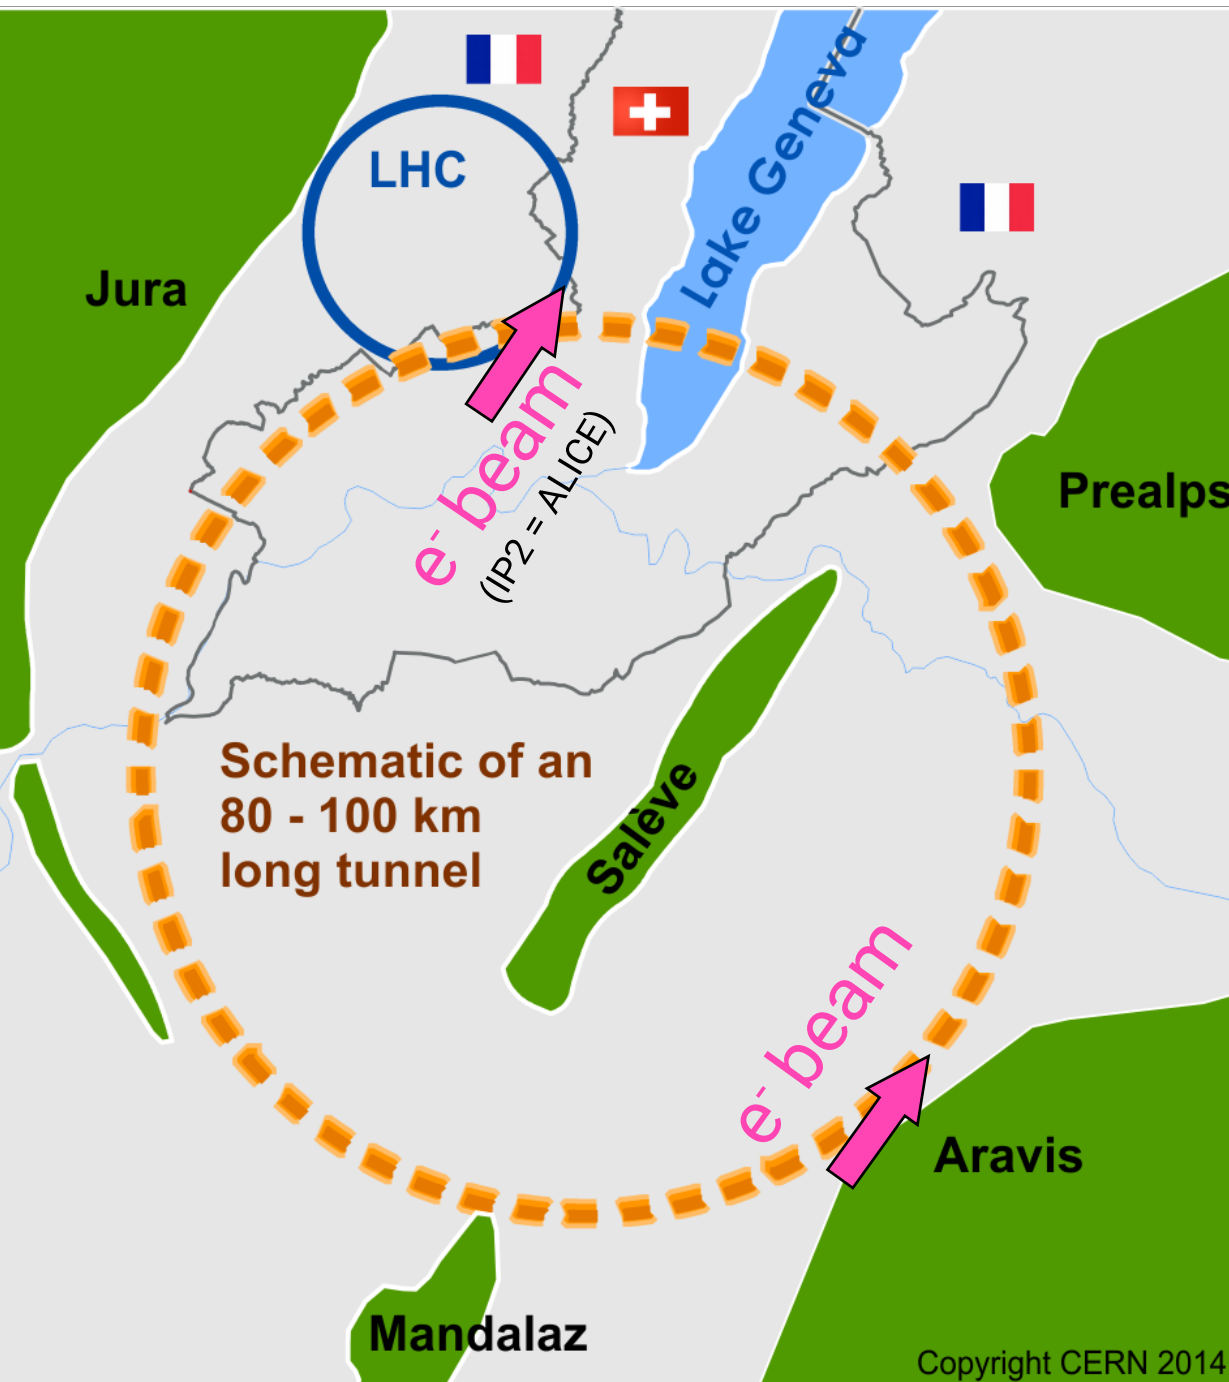 LHC
Lake Geneva
Jura
e- beam
(IP2 = ALICE)
Prealps
Schematic of an
80 - 100 km
long tunnel
Salève
e- beam
Aravis
Mandalaz
Copyright CERN 2014